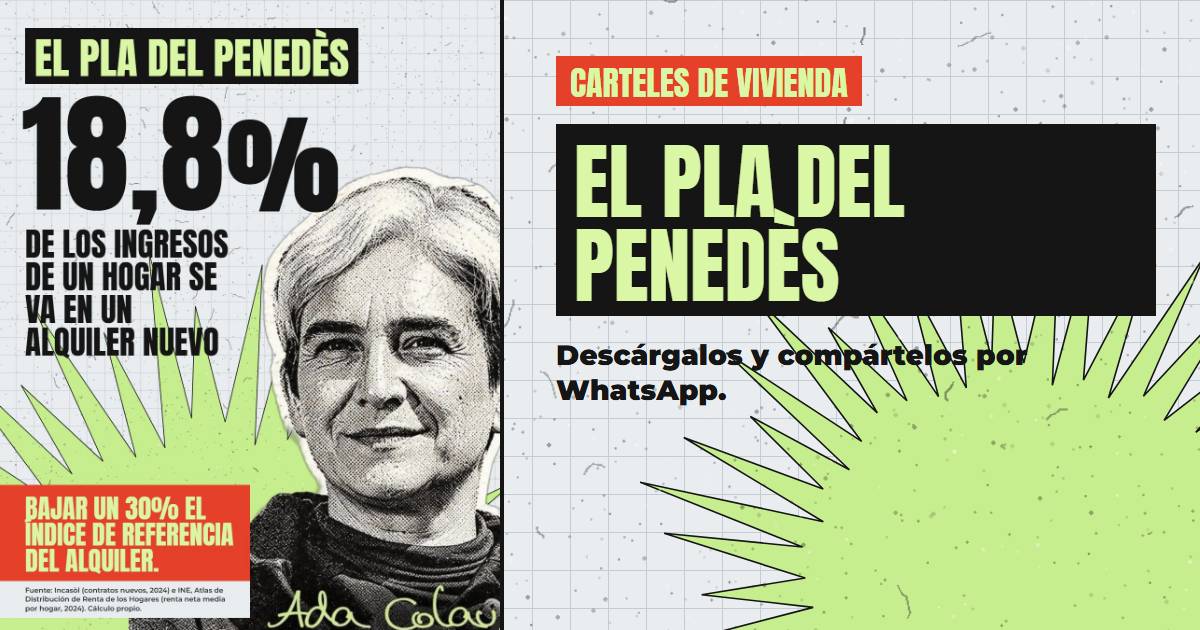 EL PLA DEL PENEDÈS
18,8%
DE LOS INGRESOS
DE UN HOGAR SE
VA EN UN
ALQUILER NUEVO
BAJAR UN 30% EL
ÍNDICE DE REFERENCIA
DEL ALQUILER.
Fuente: Incasòl (contratos nuevos, 2024) e INE, Atlas de
Distribución de Renta de los Hogares (renta neta media
por hogar, 2024). Cálculo propio.
Ada Colau
CARTELES DE VIVIENDA
EL PLA DEL
PENEDÈS
Descárgalos y compártelos por
WhatsApp.